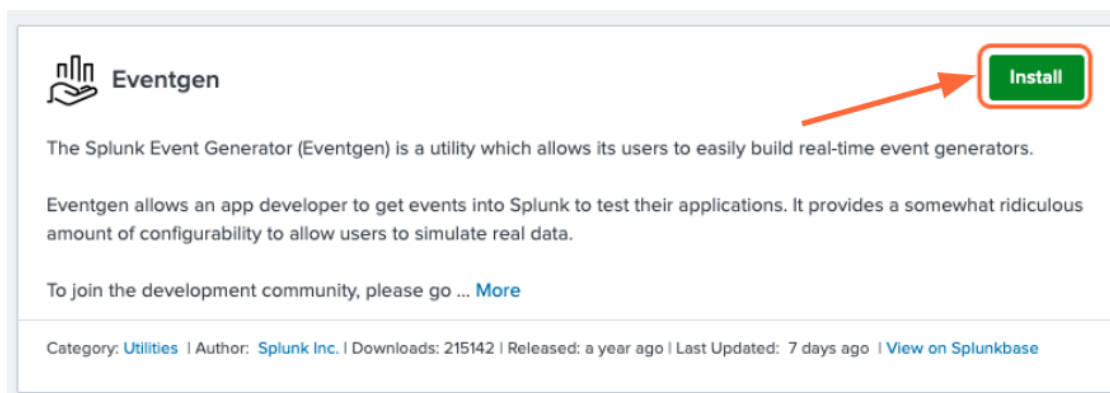 Eventgen
Install
The Splunk Event Generator (Eventgen) is a utility which allows its users to easily build real-time event generators.
Eventgen allows an app developer to get events into Splunk to test their applications. It provides a somewhat ridiculous
amount of configurability to allow users to simulate real data.
To join the development community, please go ... More
Category: Utilities | Author: Splunk Inc. | Downloads: 215142 | Released: a year ago | Last Updated: 7 days ago | View on Splunkbase